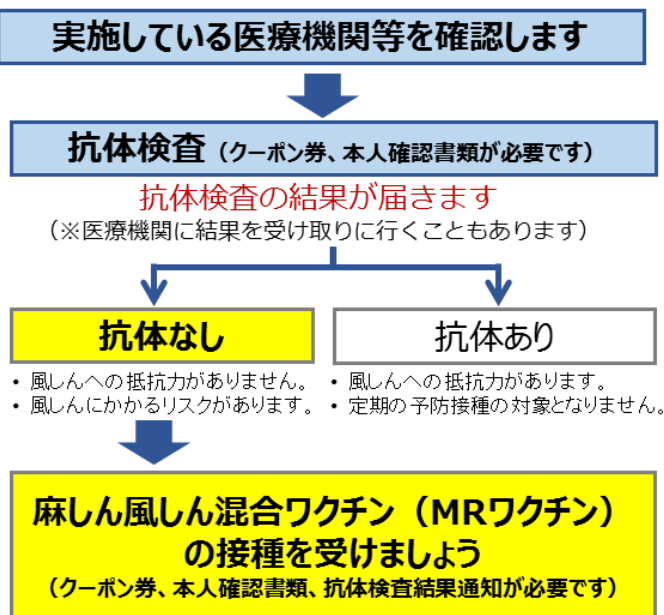 実施している医療機関等を確認します
抗体検査（クーポン券、本人確認書類が必要です）
抗体検査の結果が届きます
（※医療機関に結果を受け取りに行くこともあります）
抗体なし
・風しんへの抵抗力がありません。
・風しんにかかるリスクがあります。
抗体あり
・風しんへの抵抗力があります。
・定期の予防接種の対象となりません。
麻しん風しん混合ワクチン（MRワクチン）
の接種を受けましょう
（クーポン券、本人確認書類、抗体検査結果通知が必要です）